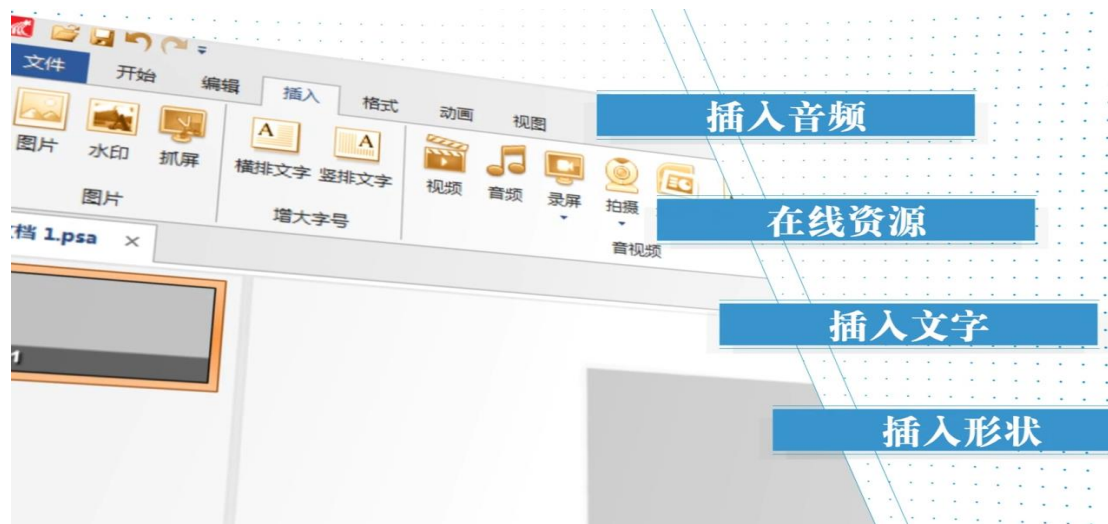 文件 开始 编辑 插入 格式 动画 视图
图片 水印 抓屏 横排文字 竖排文字 视频 音频 录屏 拍摄
图片 增大字号 音视频
档 1.psa ×
插入音频
在线资源
插入文字
插入形状